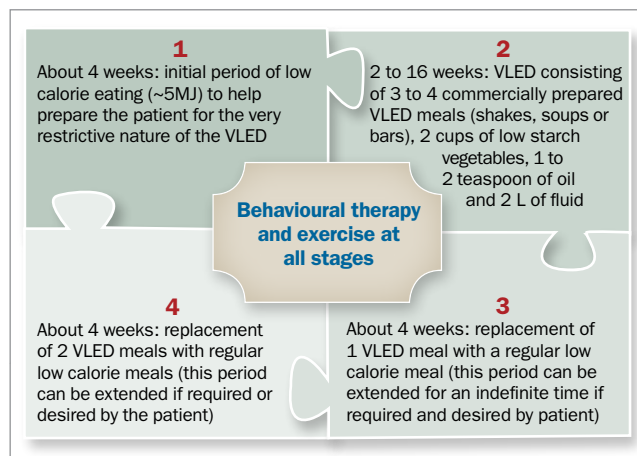 1
About 4 weeks: initial period of low
calorie eating (~5MJ) to help
prepare the patient for the very
restrictive nature of the VLED
2
2 to 16 weeks: VLED consisting
of 3 to 4 commercially prepared
VLED meals (shakes, soups or
bars), 2 cups of low starch
vegetables, 1 to
2 teaspoon of oil
and 2 L of fluid
Behavioural therapy
and exercise at
all stages
4
About 4 weeks: replacement
of 2 VLED meals with regular
low calorie meals (this period
can be extended if required or
desired by the patient)
3
About 4 weeks: replacement of
1 VLED meal with a regular low
calorie meal (this period can be
extended for an indefinite time if
required and desired by patient)